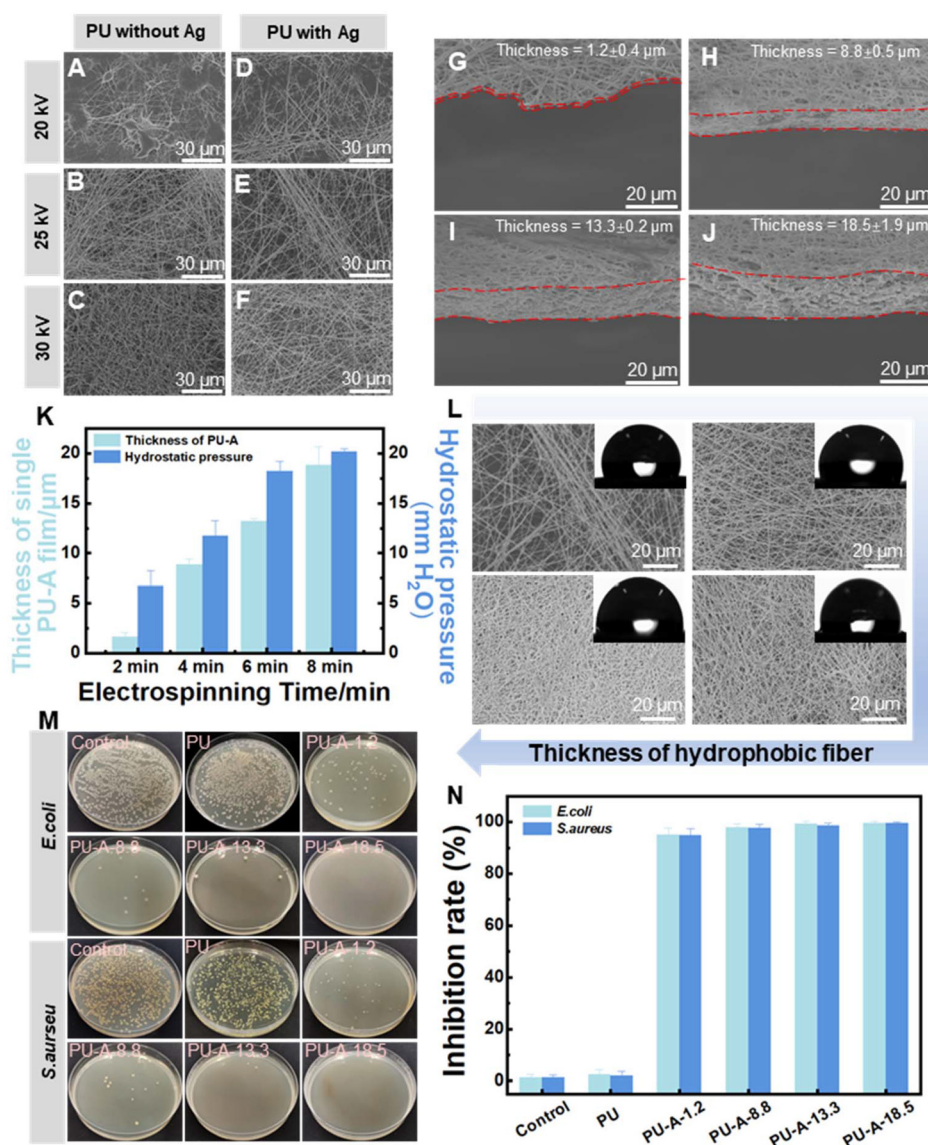 PU without Ag
PU with Ag
20 kV
25 kV
30 kV
A
30 µm
D
30 µm
B
30 µm
E
30 µm
C
30 µm
F
30 µm
G
Thickness = 1.2±0.4 µm
20 µm
H
Thickness = 8.8±0.5 µm
20 µm
I
Thickness = 13.3±0.2 µm
20 µm
J
Thickness = 18.5±1.9 µm
20 µm
K
Thickness of PU-A
Hydrostatic pressure
20
15
10
5
0
20
15
10
5
0
Thickness of single
PU-A film/µm
Hydrostatic pressure
(mm H2O)
2 min
4 min
6 min
8 min
Electrospinning Time/min
L
20 µm
20 µm
20 µm
20 µm
Thickness of hydrophobic fiber
M
E.coli
Control
PU
PU-A-1.2
PU-A-8.8
PU-A-13.3
PU-A-18.5
S.aurseu
Control
PU
PU-A-1.2
PU-A-8.8
PU-A-13.3
PU-A-18.5
N
E.coli
S.aureus
Inhibition rate (%)
100
80
60
40
20
0
Control
PU
PU-A-1.2
PU-A-8.8
PU-A-13.3
PU-A-18.5